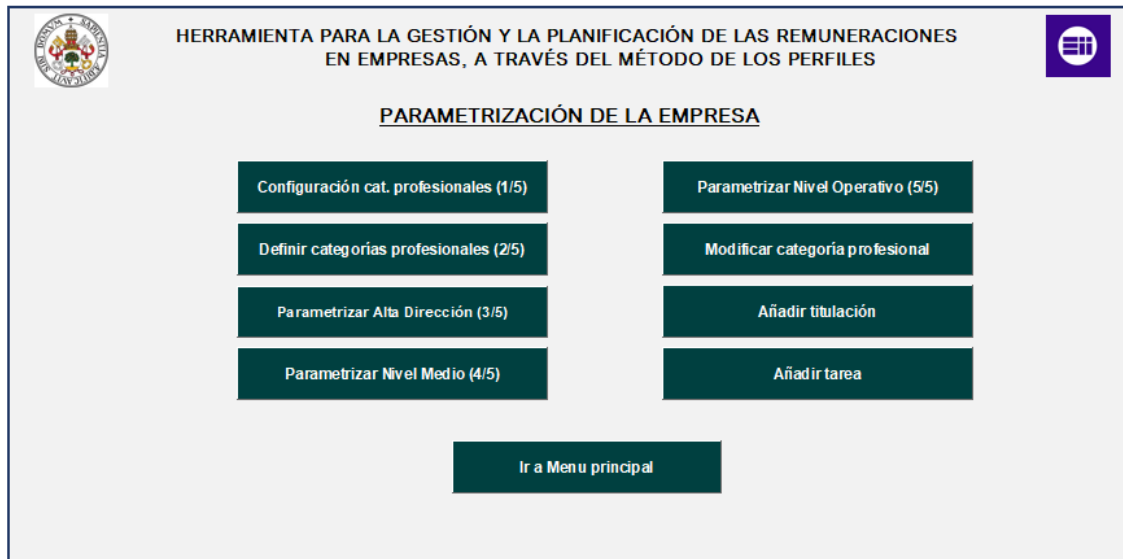 HERRAMIENTA PARA LA GESTIÓN Y LA PLANIFICACIÓN DE LAS REMUNERACIONES
EN EMPRESAS, A TRAVÉS DEL MÉTODO DE LOS PERFILES
PARAMETRIZACIÓN DE LA EMPRESA
Configuración cat. profesionales (1/5)
Definir categorías profesionales (2/5)
Parametrizar Alta Dirección (3/5)
Parametrizar Nivel Medio (4/5)
Parametrizar Nivel Operativo (5/5)
Modificar categoría profesional
Añadir titulación
Añadir tarea
Ir a Menu principal